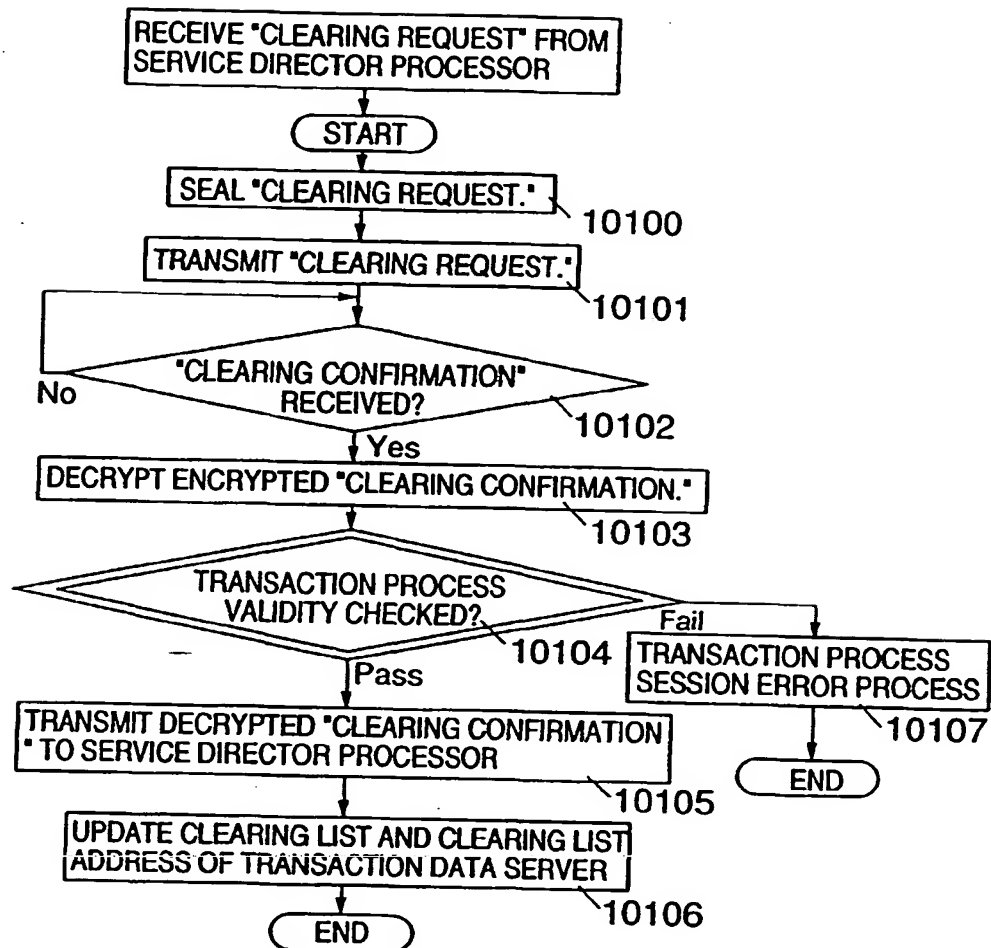 RECEIVE "CLEARING REQUEST" FROM
SERVICE DIRECTOR PROCESSOR
START
SEAL "CLEARING REQUEST."
10100
TRANSMIT "CLEARING REQUEST."
10101
"CLEARING CONFIRMATION"
RECEIVED?
10102
No
Yes
DECRYPT ENCRYPTED "CLEARING CONFIRMATION."
10103
TRANSACTION PROCESS
VALIDITY CHECKED?
10104
Fail
Pass
TRANSACTION PROCESS
SESSION ERROR PROCESS
10107
END
TRANSMIT DECRYPTED "CLEARING CONFIRMATION
" TO SERVICE DIRECTOR PROCESSOR
10105
UPDATE CLEARING LIST AND CLEARING LIST
ADDRESS OF TRANSACTION DATA SERVER
10106
END